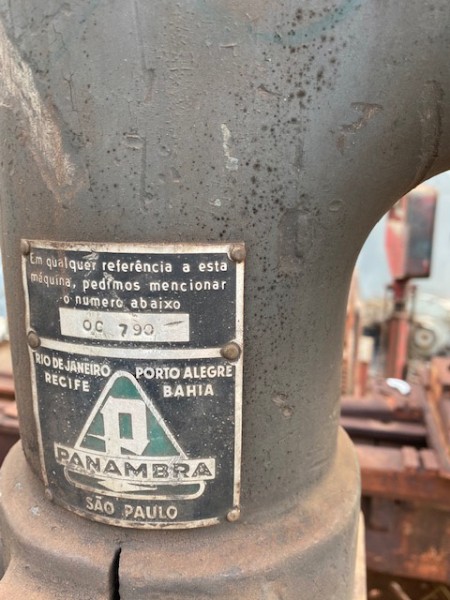 Em qualquer referência a esta
máquina, pedimos mencionar
o numero abaixo
OC 790
RIO DE JANEIRO PORTO ALEGRE
RECIFE BAHIA
P
PANAMBRA
SÃO PAULO